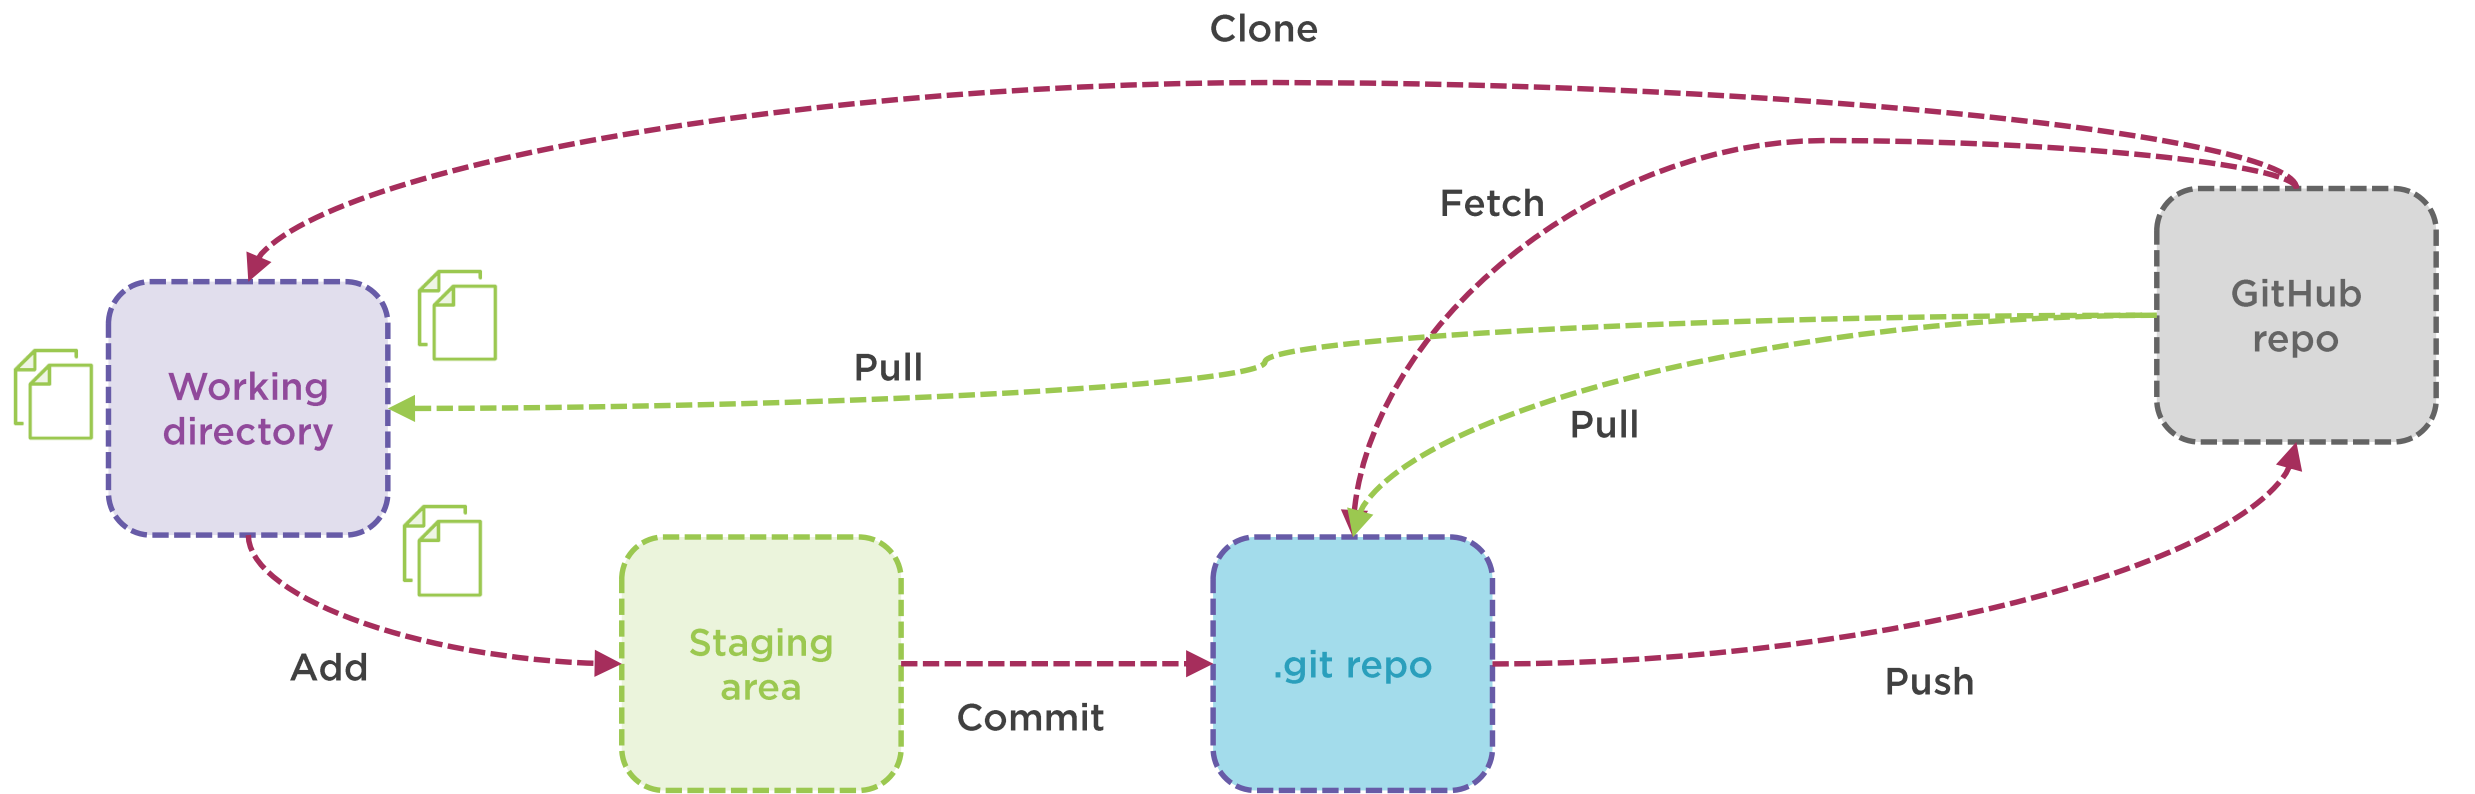 Clone
Fetch
GitHub
repo
Pull
Working
directory
Pull
Staging
area
.git repo
Add
Commit
Push